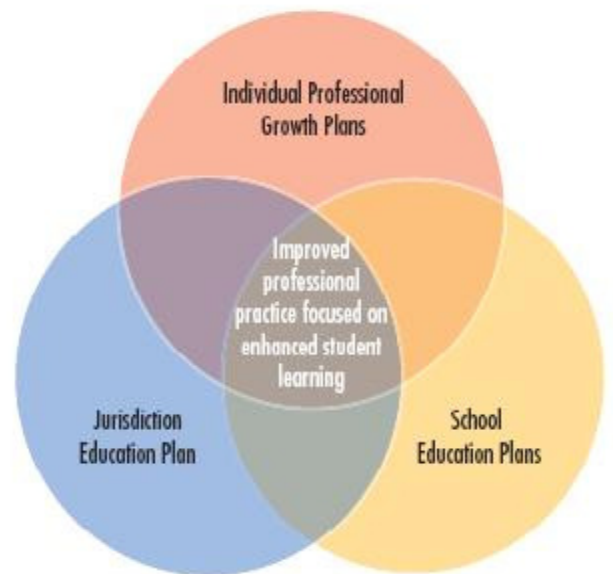 Individual Professional
Growth Plans
Improved
professional
practice focused on
enhanced student
learning
Jurisdiction
Education Plan
School
Education Plans